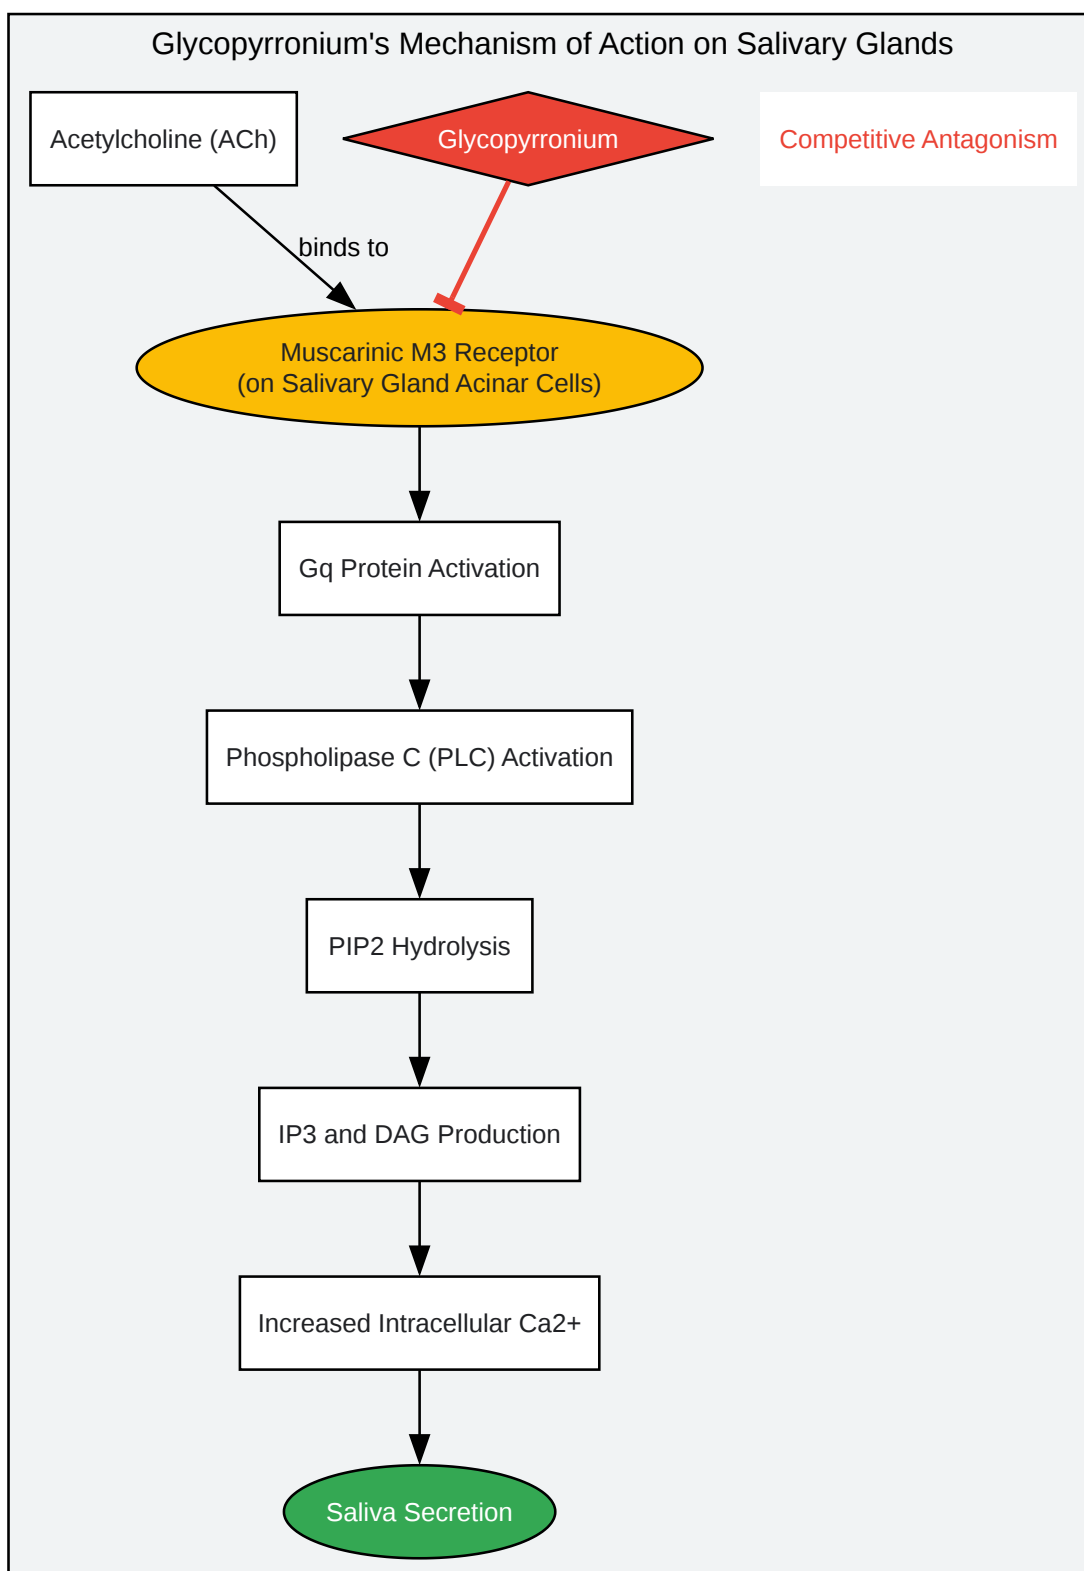 Glycopyrronium's Mechanism of Action on Salivary Glands
Acetylcholine (ACh)
Glycopyrronium
Competitive Antagonism
binds to
Muscarinic M3 Receptor
(on Salivary Gland Acinar Cells)
Gq Protein Activation
Phospholipase C (PLC) Activation
PIP2 Hydrolysis
IP3 and DAG Production
Increased Intracellular Ca2+
Saliva Secretion